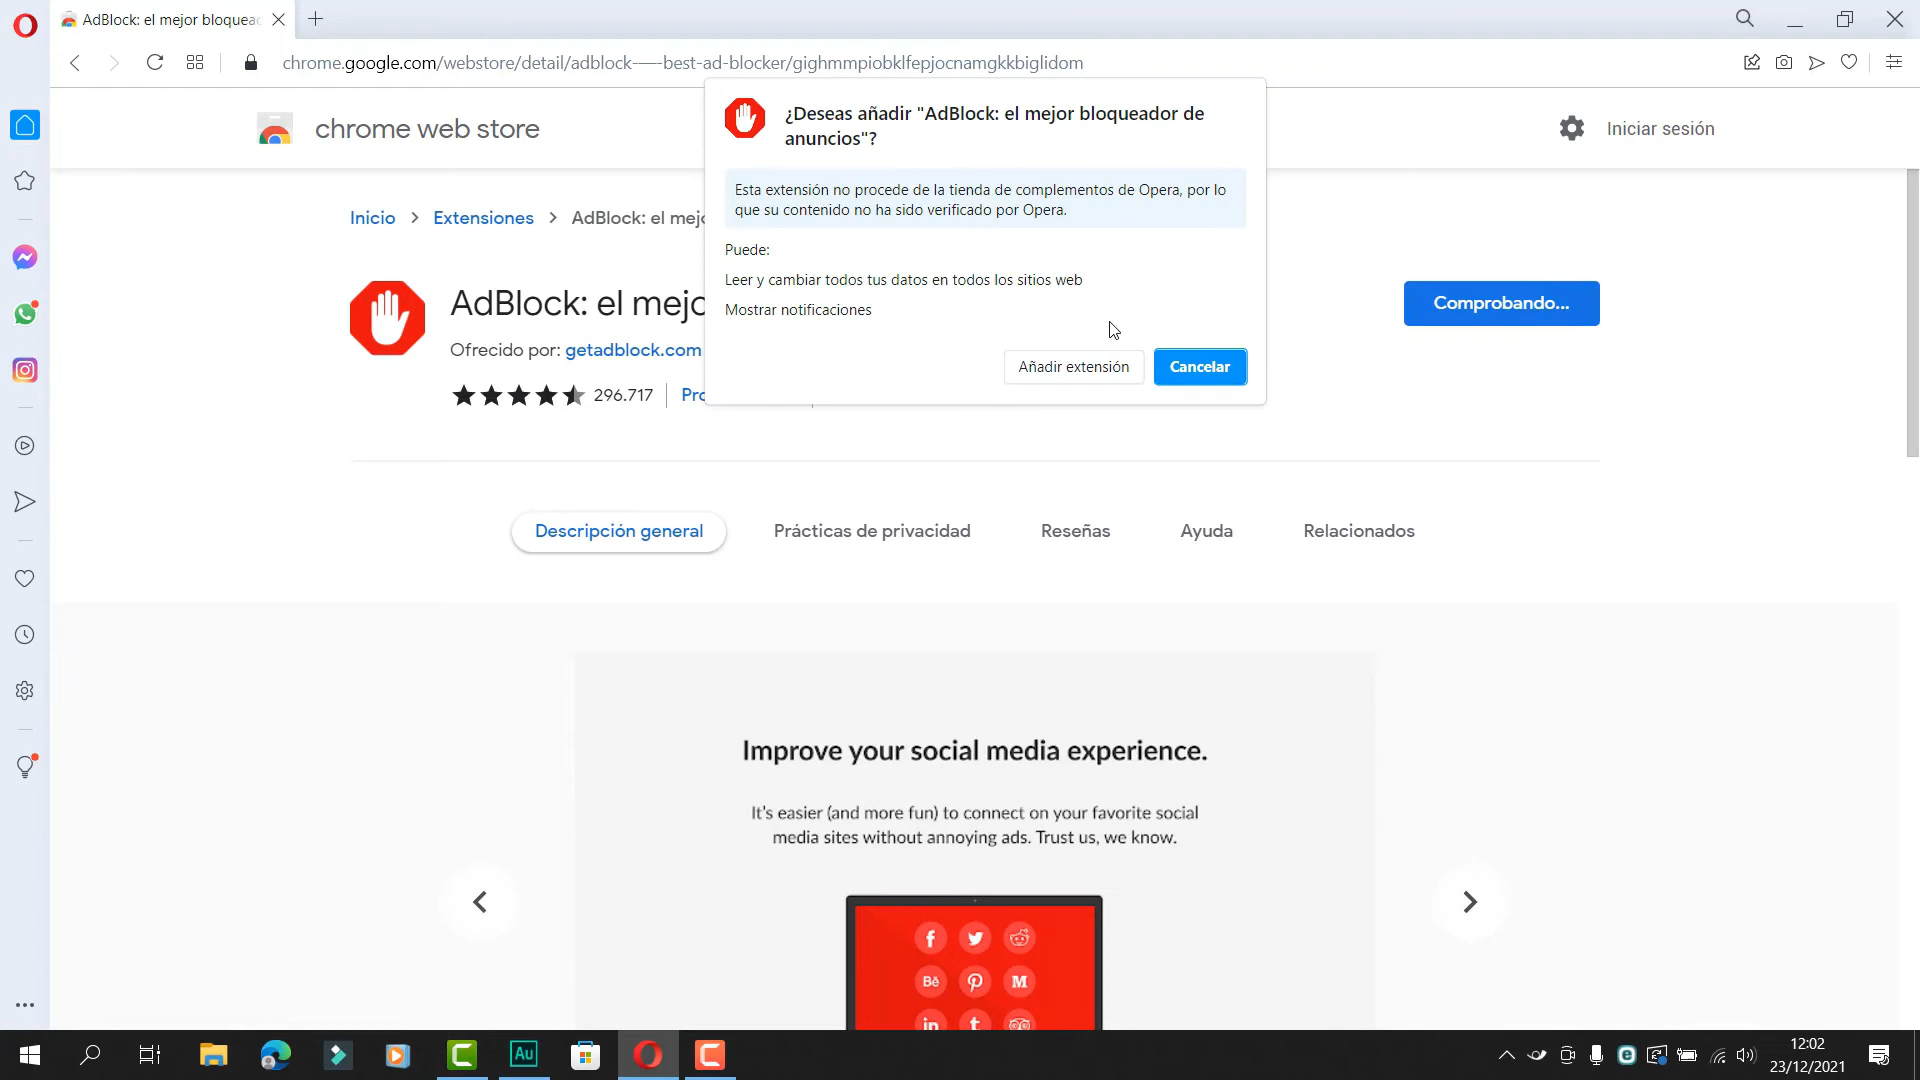 AdBlock: el mejor bloquead
chrome.google.com/webstore/detail/adblock-—-best-ad-blocker/gighmmpiobklfepjocnamgkkbiglidom
chrome web store
Iniciar sesión
¿Deseas añadir "AdBlock: el mejor bloqueador de
anuncios"?
Esta extensión no procede de la tienda de complementos de Opera, por lo
que su contenido no ha sido verificado por Opera.
Puede:
Leer y cambiar todos tus datos en todos los sitios web
Mostrar notificaciones
Añadir extensión
Cancelar
Inicio > Extensiones > AdBlock: el mejo
AdBlock: el mejo
Comprobando...
Ofrecido por: getadblock.com
296.717
Pro
Descripción general
Prácticas de privacidad
Reseñas
Ayuda
Relacionados
Improve your social media experience.
It's easier (and more fun) to connect on your favorite social
media sites without annoying ads. Trust us, we know.
Bē
M
in
t
Au
12:02
23/12/2021